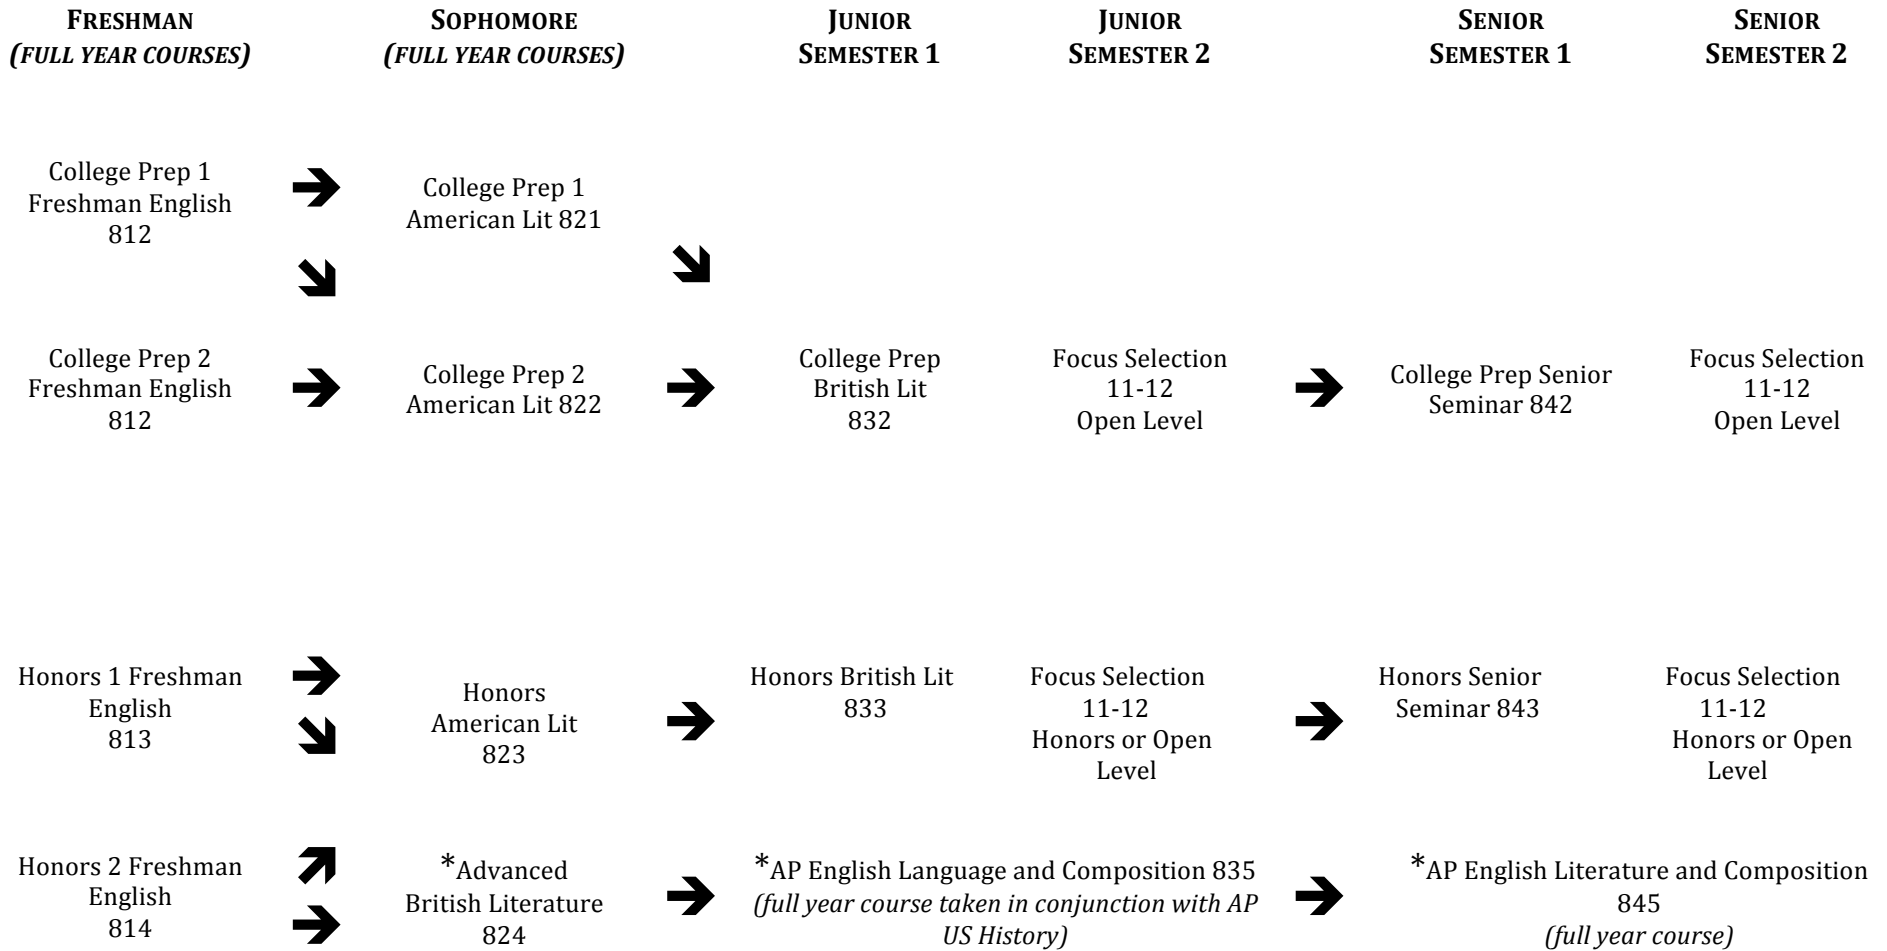 FRESHMAN
(FULL YEAR COURSES)
SOPHOMORE
(FULL YEAR COURSES)
JUNIOR
SEMESTER 1
JUNIOR
SEMESTER 2
SENIOR
SEMESTER 1
SENIOR
SEMESTER 2
College Prep 1
Freshman English
812
College Prep 1
American Lit 821
College Prep 2
Freshman English
812
College Prep 2
American Lit 822
College Prep
British Lit
832
Focus Selection
11-12
Open Level
College Prep Senior
Seminar 842
Focus Selection
11-12
Open Level
Honors 1 Freshman
English
813
Honors
American Lit
823
Honors British Lit
833
Focus Selection
11-12
Honors or Open
Level
Honors Senior
Seminar 843
Focus Selection
11-12
Honors or Open
Level
Honors 2 Freshman
English
814
*Advanced
British Literature
824
*AP English Language and Composition 835
(full year course taken in conjunction with AP
US History)
*AP English Literature and Composition
845
(full year course)